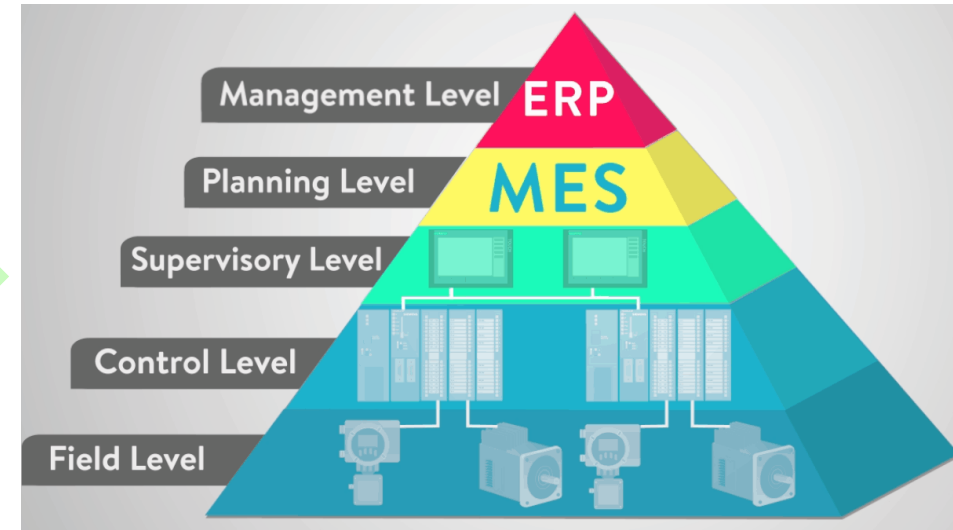 Management Level
ERP
Planning Level
MES
Supervisory Level
Control Level
Field Level